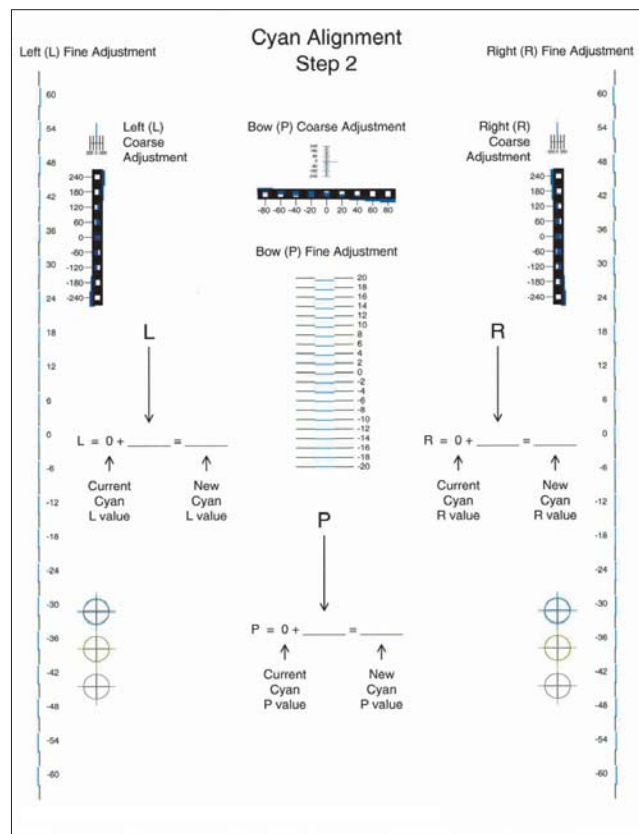 Cyan Alignment
Step 2
Left (L) Fine Adjustment
60
54
48
42
36
30
24
18
12
6
0
-6
-12
-18
-24
-30
-36
-42
-48
-54
-60
Left (L)
Coarse
Adjustment
240
180
120
60
0
-60
-120
-180
-240
Bow (P) Coarse Adjustment
-80 -60 -40 -20 0 20 40 60 80
Bow (P) Fine Adjustment
20
18
16
14
12
10
8
6
4
2
0
-2
-4
-6
-8
-10
-12
-14
-16
-18
-20
Right (R) Fine Adjustment
Right (R)
Coarse
Adjustment
240
180
120
60
0
-60
-120
-180
-240
60
54
48
42
36
30
24
18
12
6
0
-6
-12
-18
-24
-30
-36
-42
-48
-54
-60
L
L = 0 + ______ = ______
Current
Cyan
L value
New
Cyan
L value
R
R = 0 + ______ = ______
Current
Cyan
R value
New
Cyan
R value
P
P = 0 + ______ = ______
Current
Cyan
P value
New
Cyan
P value